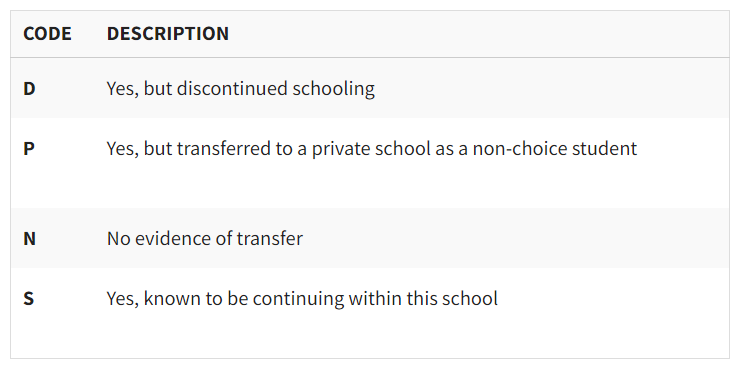 CODE DESCRIPTION
D Yes, but discontinued schooling
P Yes, but transferred to a private school as a non-choice student
N No evidence of transfer
S Yes, known to be continuing within this school